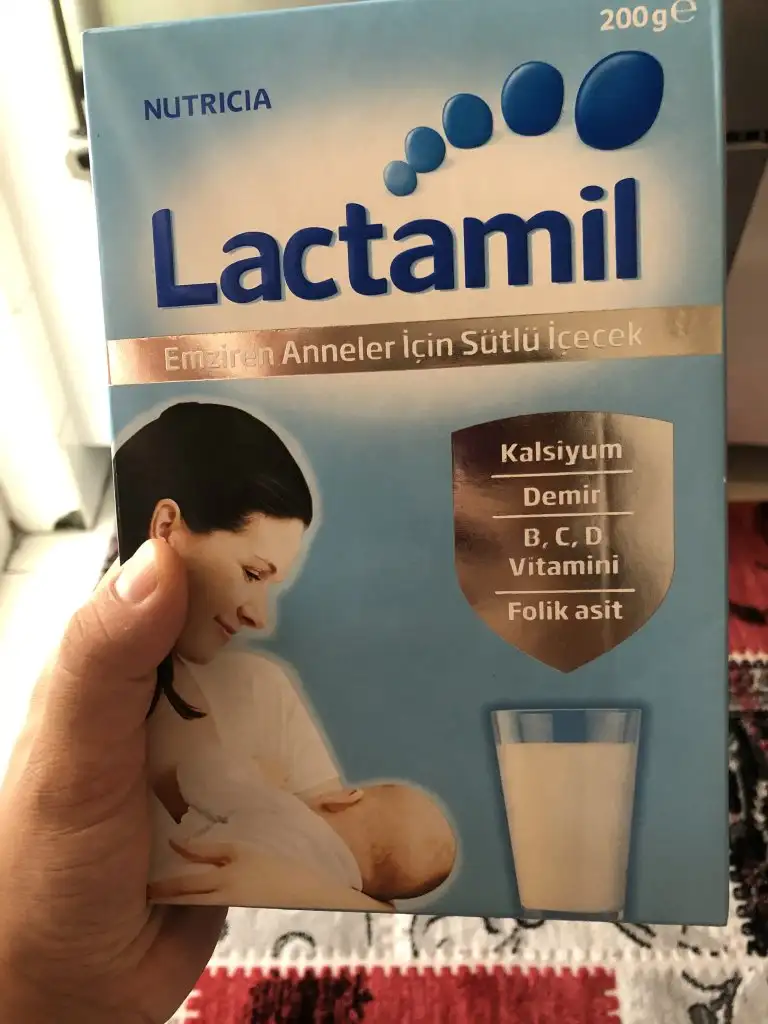 200g℮
NUTRICIA
Lactamil
Emziren Anneler İçin Sütlü İçecek
Kalsiyum
Demir
B, C, D
Vitamini
Folik asit